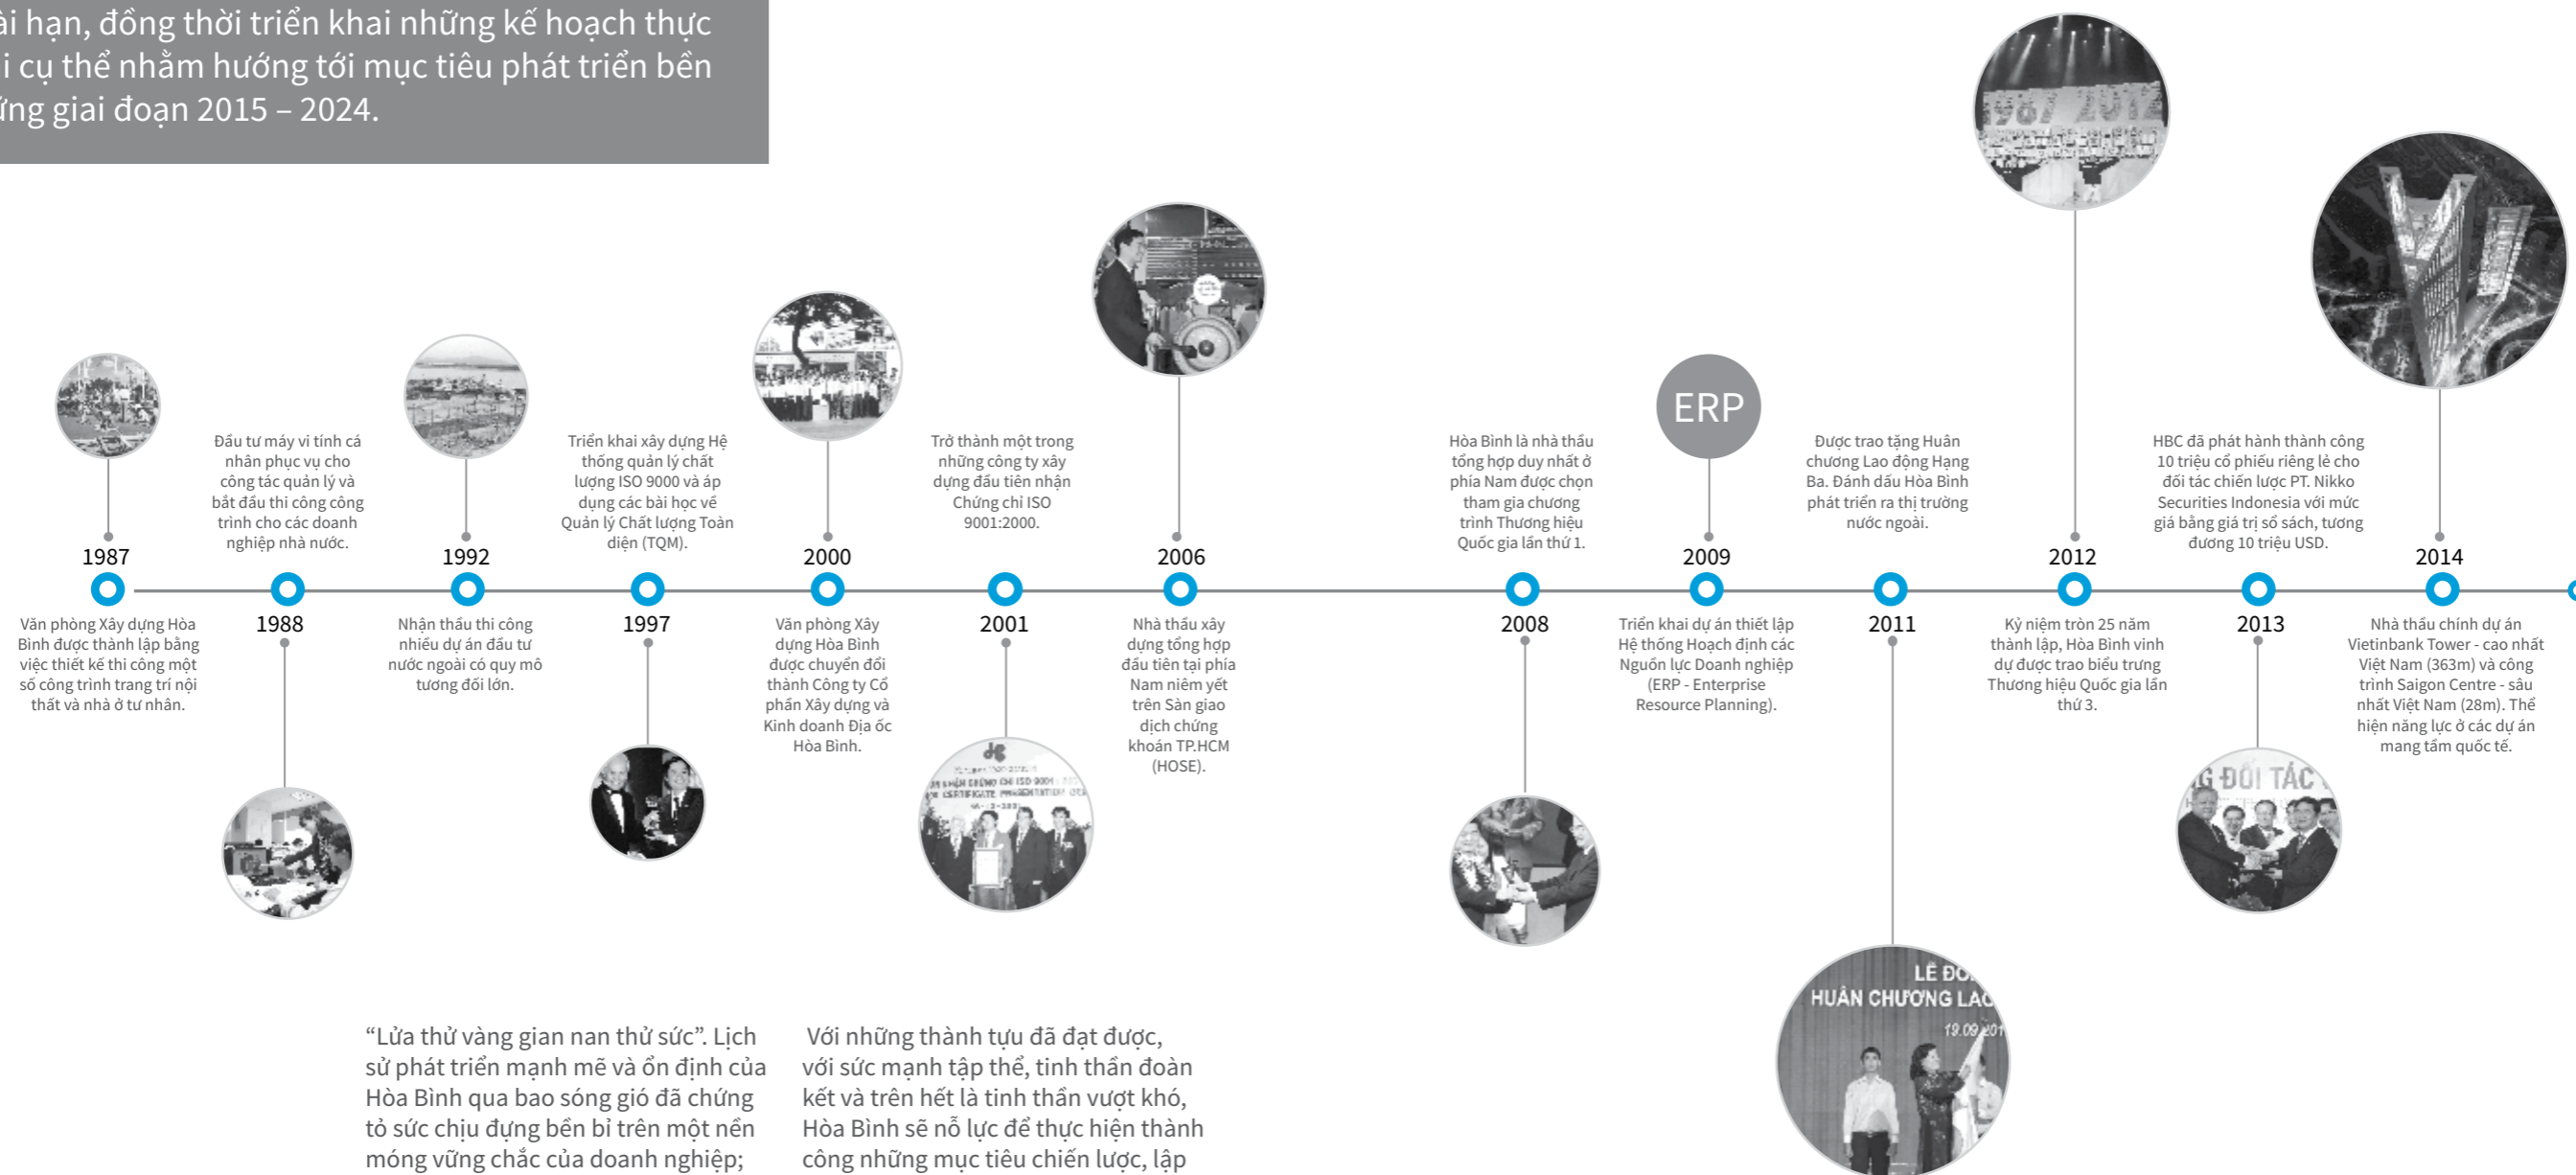 ài hạn, đồng thời triển khai những kế hoạch thực
i cụ thể nhằm hướng tới mục tiêu phát triển bền
ững giai đoạn 2015 – 2024.
1987
Văn phòng Xây dựng Hòa
Bình được thành lập bằng
việc thiết kế thi công một
số công trình trang trí nội
thất và nhà ở tư nhân.
Đầu tư máy vi tính cá
nhân phục vụ cho
công tác quản lý và
bắt đầu thi công công
trình cho các doanh
nghiệp nhà nước.
1988
1992
Nhận thầu thi công
nhiều dự án đầu tư
nước ngoài có quy mô
tương đối lớn.
Triển khai xây dựng Hệ
thống quản lý chất
lượng ISO 9000 và áp
dụng các bài học về
Quản lý Chất lượng Toàn
diện (TQM).
1997
2000
Văn phòng Xây
dựng Hòa Bình
được chuyển đổi
thành Công ty Cổ
phần Xây dựng và
Kinh doanh Địa ốc
Hòa Bình.
Trở thành một trong
những công ty xây
dựng đầu tiên nhận
Chứng chỉ ISO
9001:2000.
2001
2006
Nhà thầu xây
dựng tổng hợp
đầu tiên tại phía
Nam niêm yết
trên Sàn giao
dịch chứng
khoán TP.HCM
(HOSE).
Hòa Bình là nhà thầu
tổng hợp duy nhất ở
phía Nam được chọn
tham gia chương
trình Thương hiệu
Quốc gia lần thứ 1.
2008
ERP
2009
Triển khai dự án thiết lập
Hệ thống Hoạch định các
Nguồn lực Doanh nghiệp
(ERP - Enterprise
Resource Planning).
Được trao tặng Huân
chương Lao động Hạng
Ba. Đánh dấu Hòa Bình
phát triển ra thị trường
nước ngoài.
2011
LỄ ĐÓ
HUÂN CHƯƠNG LAO
19.09.201
1987 2012
2012
Kỷ niệm tròn 25 năm
thành lập, Hòa Bình vinh
dự được trao biểu trưng
Thương hiệu Quốc gia lần
thứ 3.
HBC đã phát hành thành công
10 triệu cổ phiếu riêng lẻ cho
đối tác chiến lược PT. Nikko
Securities Indonesia với mức
giá bằng giá trị sổ sách, tương
đương 10 triệu USD.
2013
G ĐỐI TÁC
2014
Nhà thầu chính dự án
Vietinbank Tower - cao nhất
Việt Nam (363m) và công
trình Saigon Centre - sâu
nhất Việt Nam (28m). Thể
hiện năng lực ở các dự án
mang tầm quốc tế.
“Lửa thử vàng gian nan thử sức”. Lịch
sử phát triển mạnh mẽ và ổn định của
Hòa Bình qua bao sóng gió đã chứng
tỏ sức chịu đựng bền bỉ trên một nền
móng vững chắc của doanh nghiệp;
Với những thành tựu đã đạt được,
với sức mạnh tập thể, tinh thần đoàn
kết và trên hết là tinh thần vượt khó,
Hòa Bình sẽ nỗ lực để thực hiện thành
công những mục tiêu chiến lược, lập